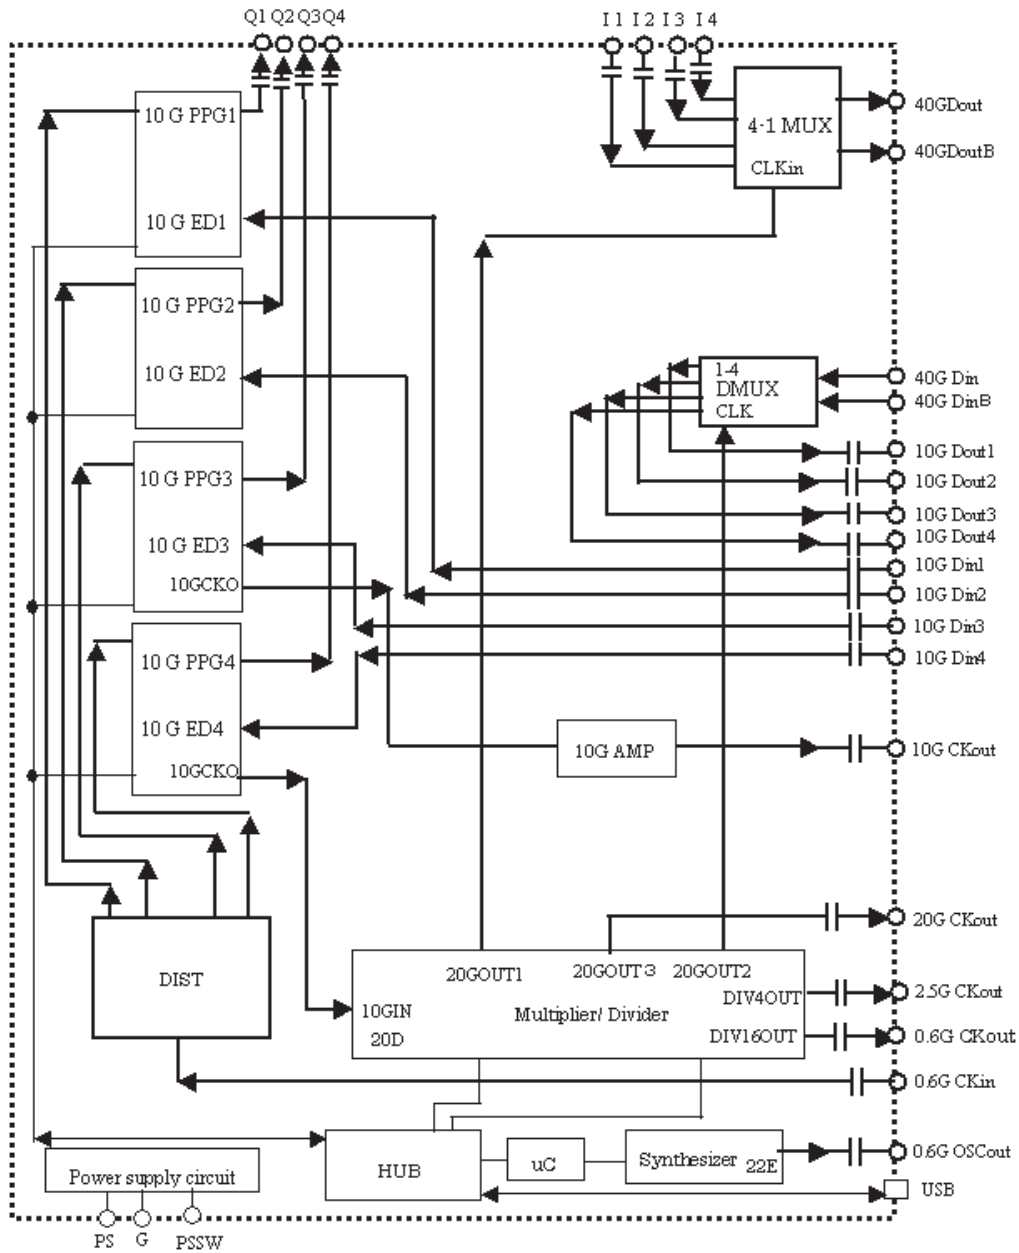 Q1 Q2 Q3 Q4
I 1 I 2 I 3 I 4
10 G PPG1
4-1 MUX
CLKin
40GDout
40GDoutB
10 G ED1
10 G PPG2
10 G ED2
1-4
DMUX
CLK
40G Din
40G DinB
10G Dout1
10G Dout2
10G Dout3
10G Dout4
10G Din1
10G Din2
10G Din3
10G Din4
10 G PPG3
10 G ED3
10GCKO
10 G PPG4
10 G ED4
10GCKO
10G AMP
10G CKout
20G CKout
DIST
20GOUT1
20GOUT3
20GOUT2
DIV4OUT
2.5G CKout
10GIN
Multiplier/ Divider
20D
DIV16OUT
0.6G CKout
0.6G CKin
HUB
uC
Synthesizer 22E
0.6G OSCout
Power supply circuit
USB
PS
G
PSSW